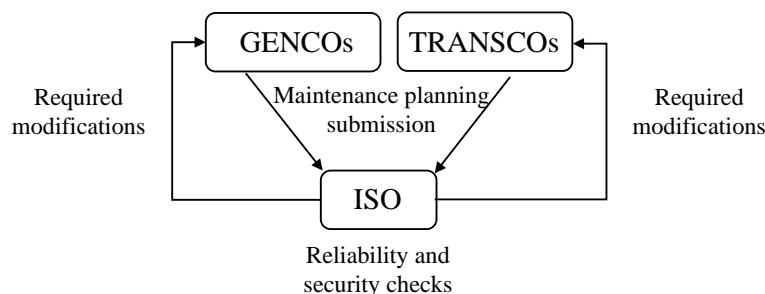 GENCOs
TRANSCOs
Required
modifications
Maintenance planning
submission
Required
modifications
ISO
Reliability and
security checks